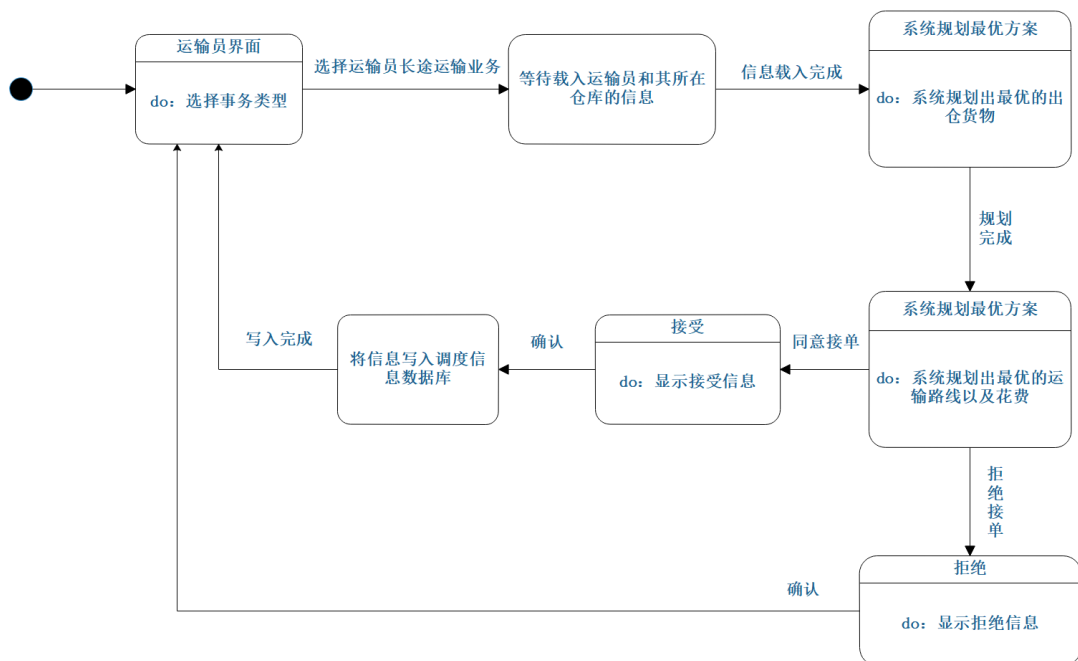 运输员界面
do：选择事务类型
选择运输员长途运输业务
等待载入运输员和其所在
仓库的信息
信息载入完成
系统规划最优方案
do：系统规划出最优的出
仓货物
规划
完成
系统规划最优方案
do：系统规划出最优的运
输路线以及花费
同意接单
接受
do：显示接受信息
确认
将信息写入调度信
息数据库
写入完成
拒
绝
接
单
拒绝
do：显示拒绝信息
确认